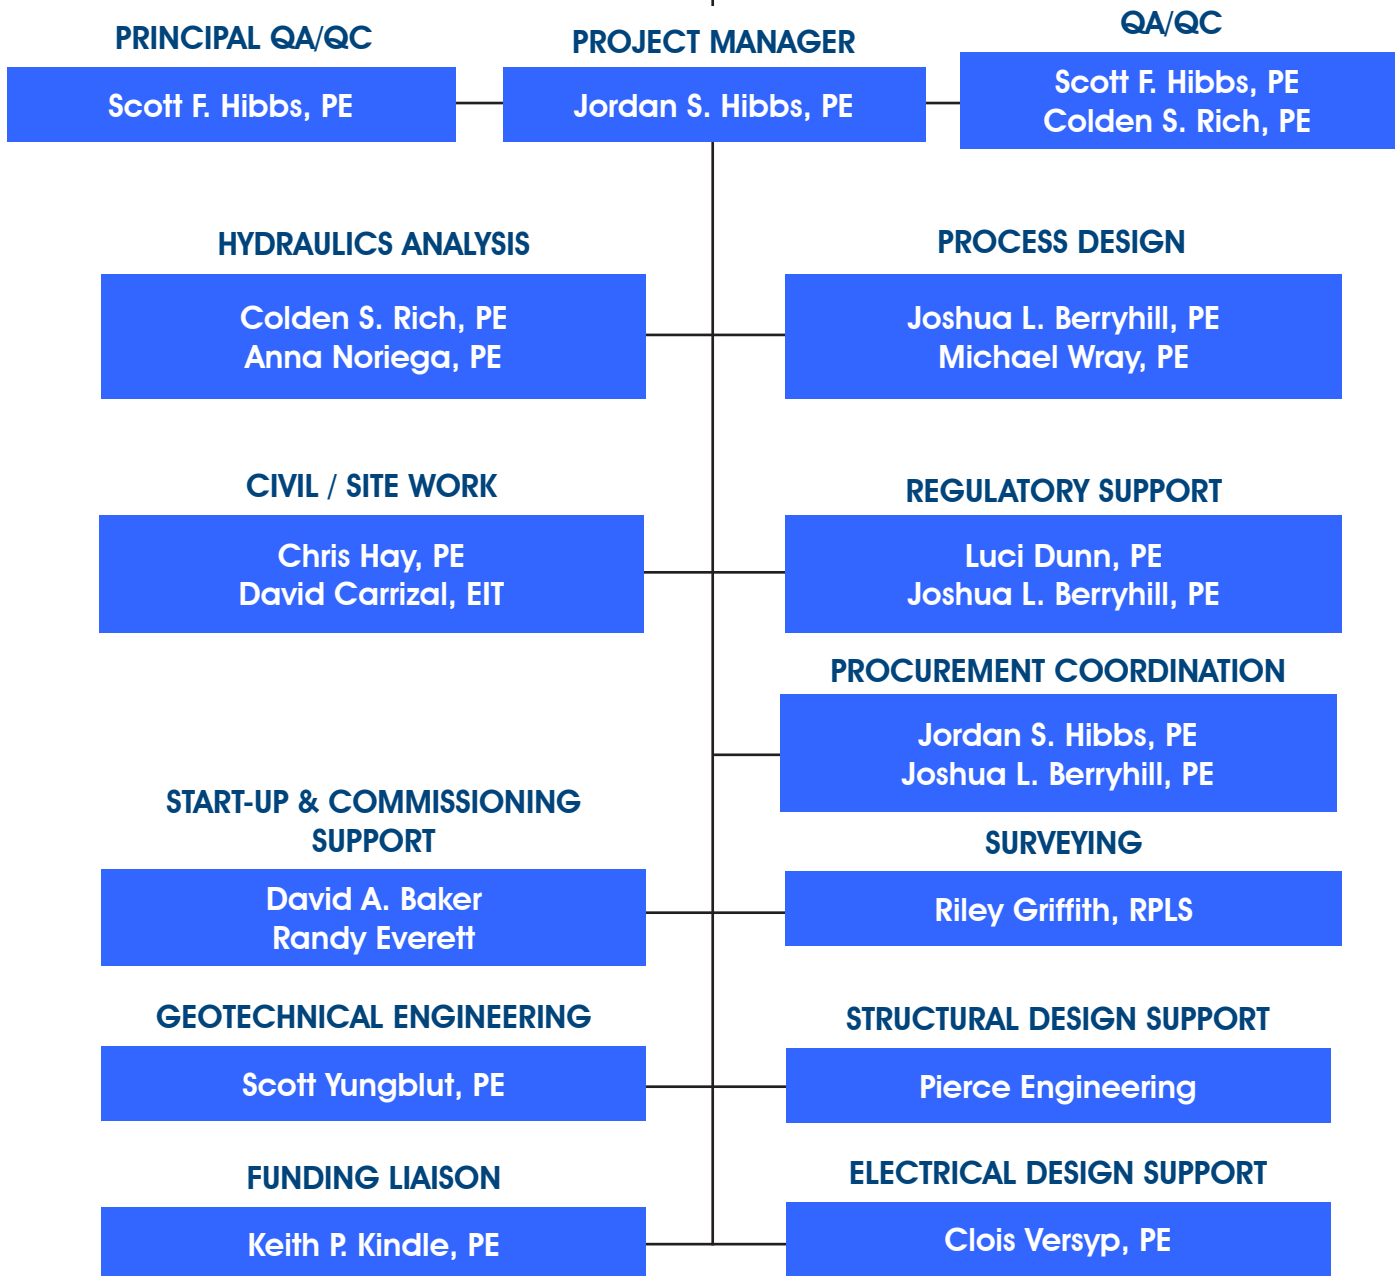 PRINCIPAL QA/QC
Scott F. Hibbs, PE
PROJECT MANAGER
Jordan S. Hibbs, PE
QA/QC
Scott F. Hibbs, PE
Colden S. Rich, PE
HYDRAULICS ANALYSIS
Colden S. Rich, PE
Anna Noriega, PE
PROCESS DESIGN
Joshua L. Berryhill, PE
Michael Wray, PE
CIVIL / SITE WORK
Chris Hay, PE
David Carrizal, EIT
REGULATORY SUPPORT
Luci Dunn, PE
Joshua L. Berryhill, PE
PROCUREMENT COORDINATION
Jordan S. Hibbs, PE
Joshua L. Berryhill, PE
START-UP & COMMISSIONING
SUPPORT
David A. Baker
Randy Everett
SURVEYING
Riley Griffith, RPLS
GEOTECHNICAL ENGINEERING
Scott Yungblut, PE
STRUCTURAL DESIGN SUPPORT
Pierce Engineering
FUNDING LIAISON
Keith P. Kindle, PE
ELECTRICAL DESIGN SUPPORT
Clois Versyp, PE